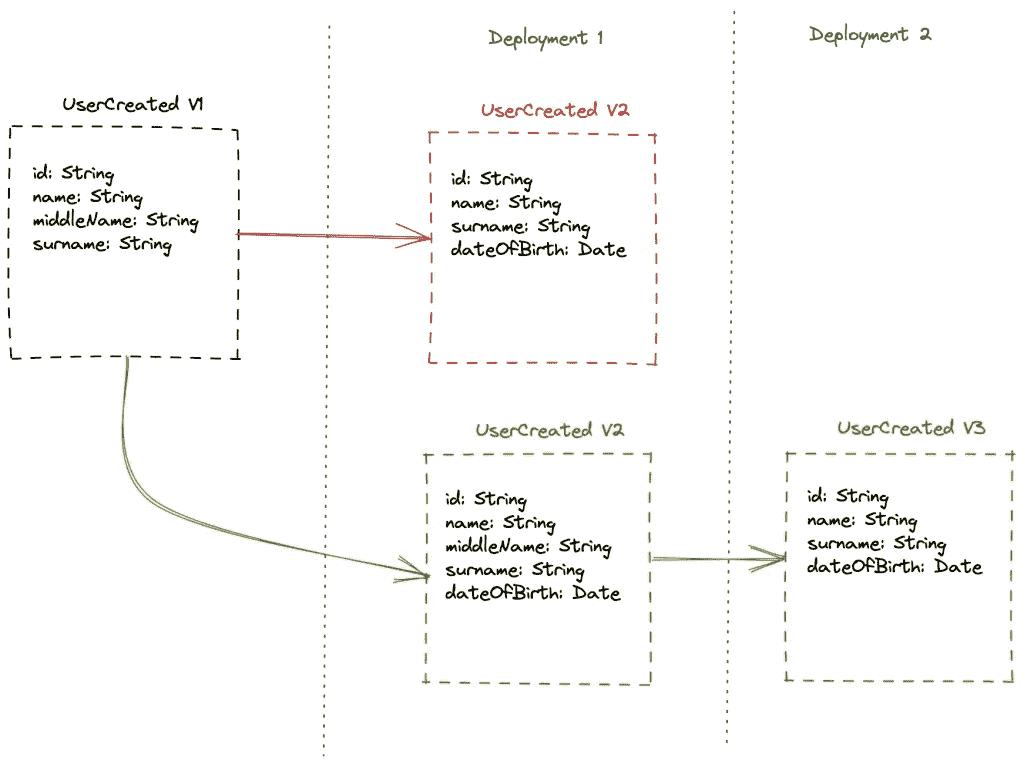 Deployment 1
Deployment 2
UserCreated V1
id: String
name: String
middleName: String
surname: String
UserCreated V2
id: String
name: String
surname: String
dateOfBirth: Date
UserCreated V2
id: String
name: String
middleName: String
surname: String
dateOfBirth: Date
UserCreated V3
id: String
name: String
surname: String
dateOfBirth: Date